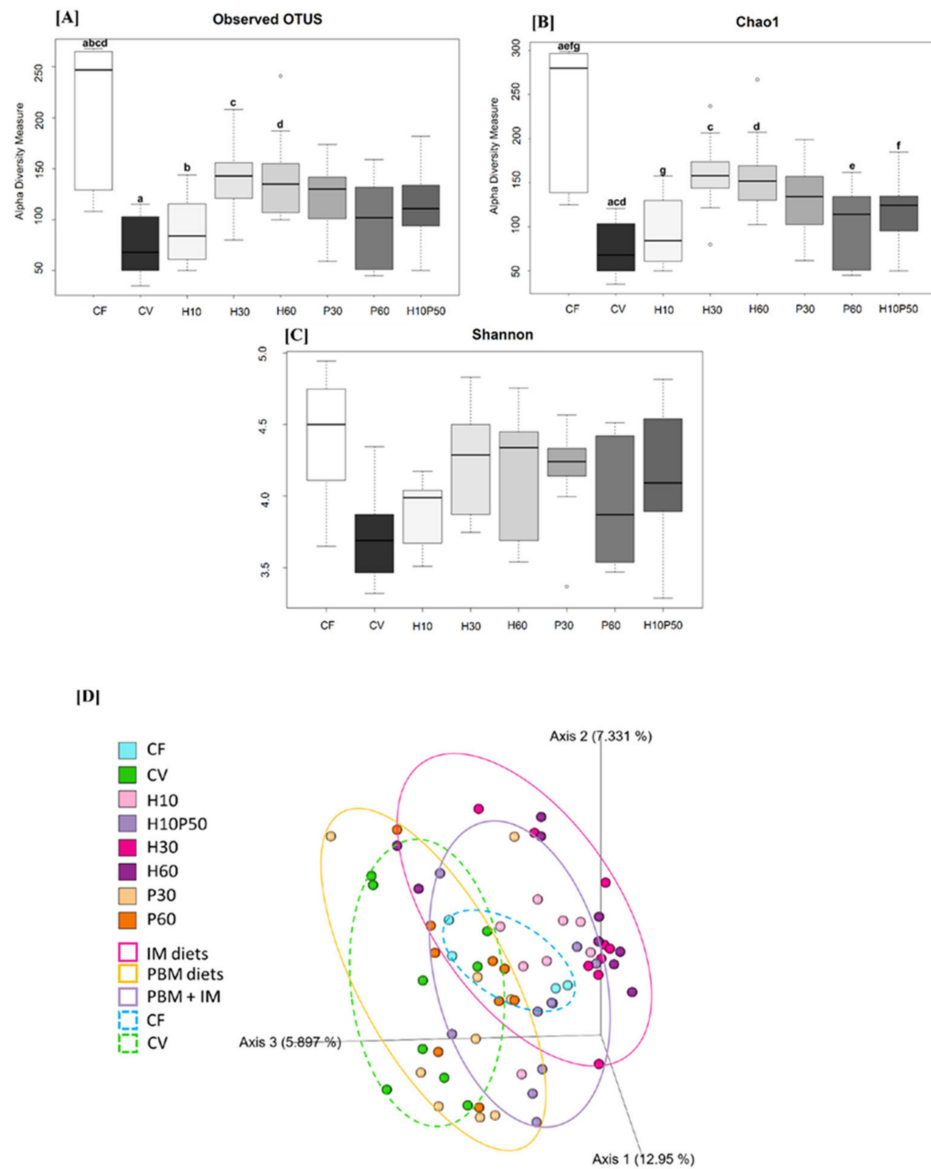 [A]
Observed OTUS
Alpha Diversity Measure
250
200
150
100
50
abcd
a
b
c
d
CF CV H10 H30 H60 P30 P60 H10P50
[B]
Chao1
Alpha Diversity Measure
300
250
200
150
100
50
aefg
acd
g
c
d
e
f
CF CV H10 H30 H60 P30 P60 H10P50
[C]
Shannon
5.0
4.5
4.0
3.5
CF CV H10 H30 H60 P30 P60 H10P50
[D]
CF
CV
H10
H10P50
H30
H60
P30
P60
IM diets
PBM diets
PBM + IM
CF
CV
Axis 2 (7.331 %)
Axis 3 (5.897 %)
Axis 1 (12.95 %)